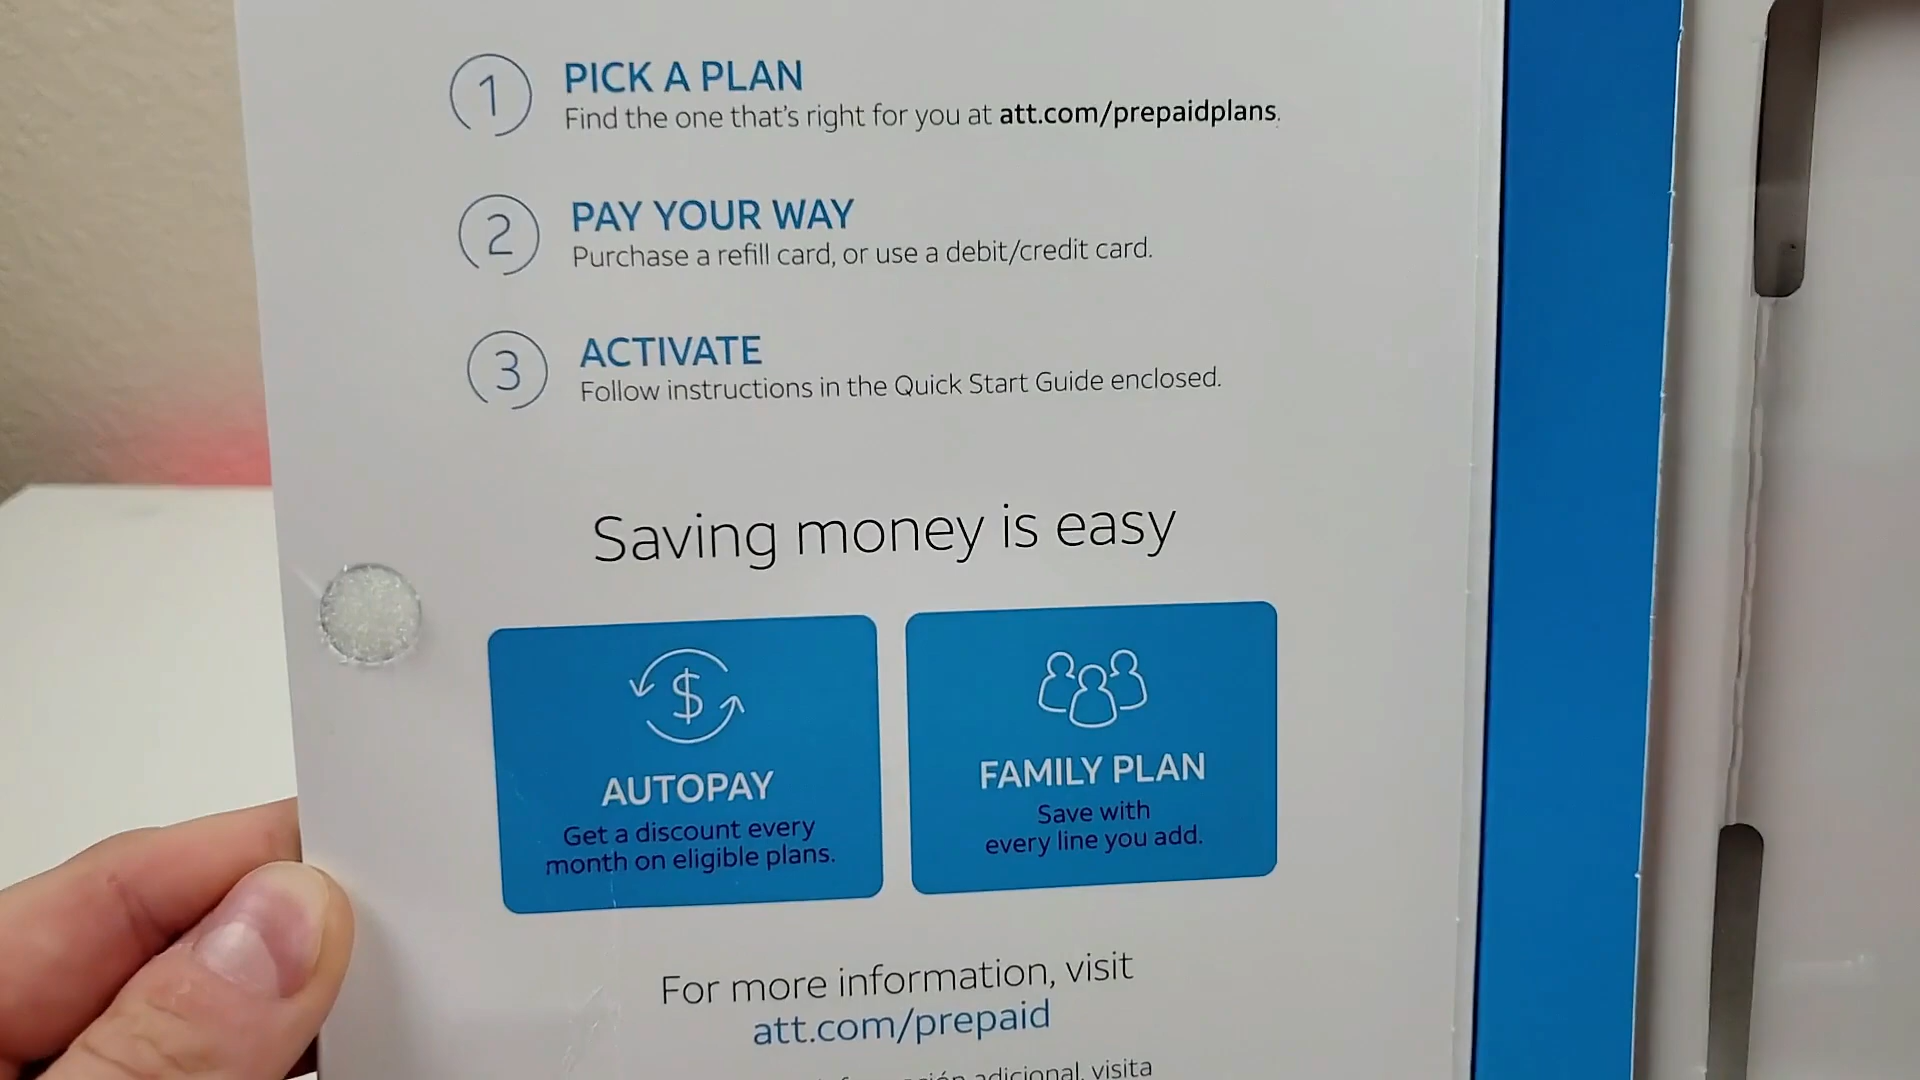 1 PICK A PLAN
Find the one that's right for you at att.com/prepaidplans.
2 PAY YOUR WAY
Purchase a refill card, or use a debit/credit card.
3 ACTIVATE
Follow instructions in the Quick Start Guide enclosed.
Saving money is easy
$
AUTOPAY
Get a discount every
month on eligible plans.
FAMILY PLAN
Save with
every line you add.
For more information, visit
att.com/prepaid
adicional, visita